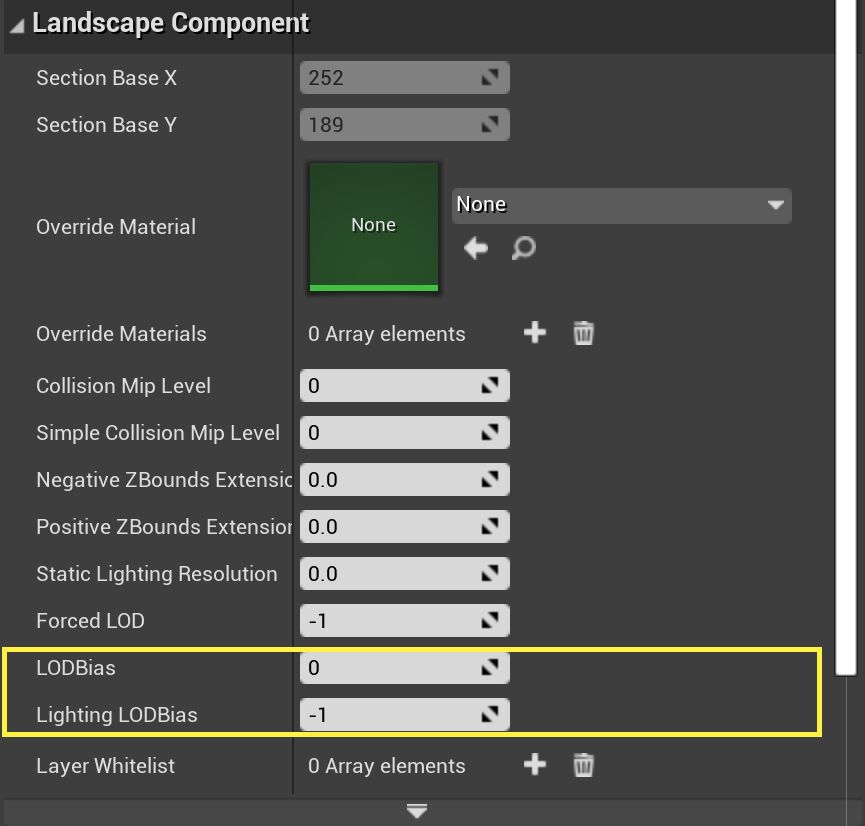 Landscape Component
Section Base X 252
Section Base Y 189
None
None
Override Material
Override Materials 0 Array elements
Collision Mip Level 0
Simple Collision Mip Level 0
Negative ZBounds Extensio 0.0
Positive ZBounds Extension 0.0
Static Lighting Resolution 0.0
Forced LOD -1
LODBias 0
Lighting LODBias -1
Layer Whitelist 0 Array elements